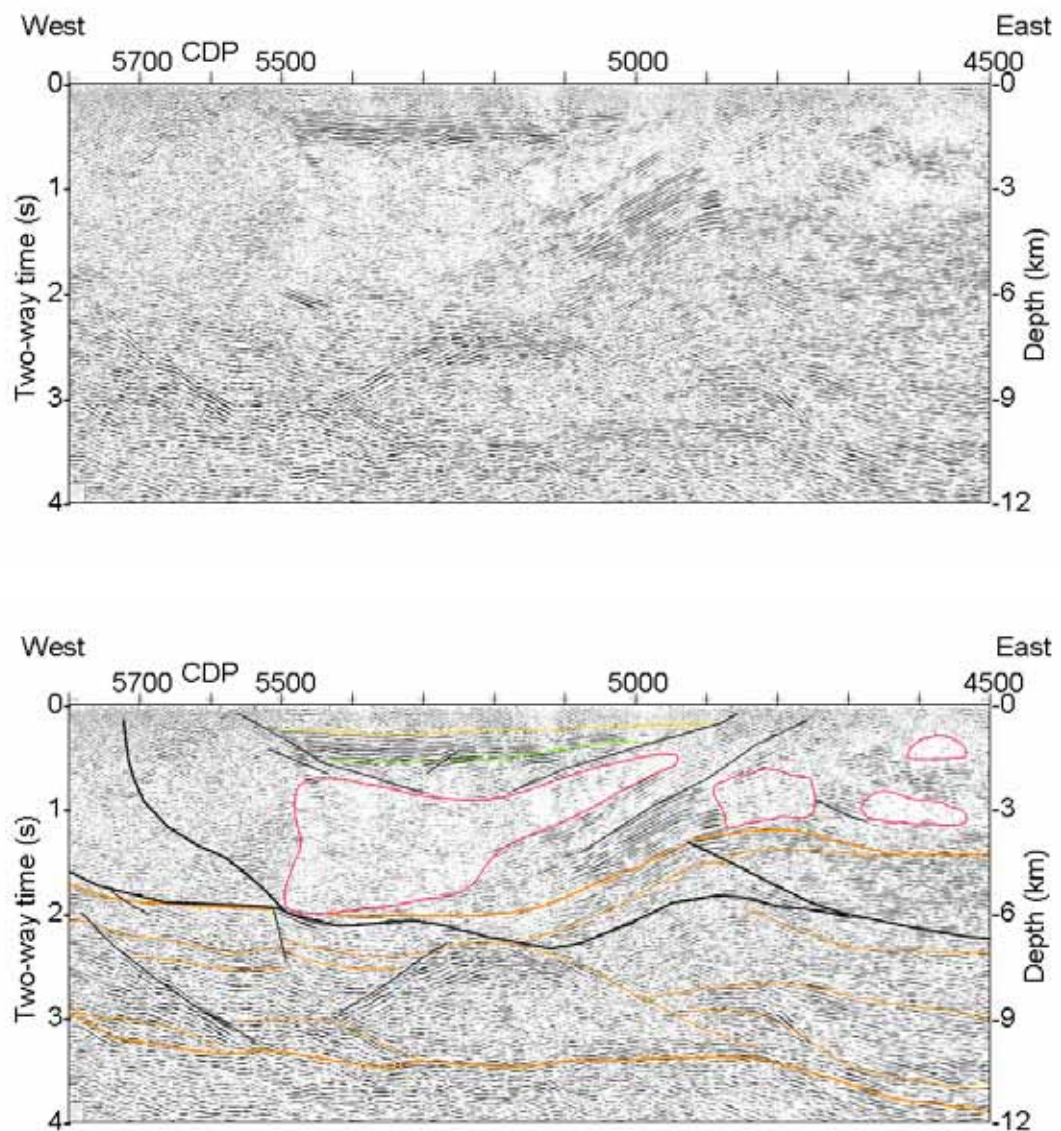 West East
5700 CDP 5500 5000 4500
0 -0
1 -3
2 -6
3 -9
4 -12
Two-way time (s)
Depth (km)
West East
5700 CDP 5500 5000 4500
0 -0
1 -3
2 -6
3 -9
4 -12
Two-way time (s)
Depth (km)